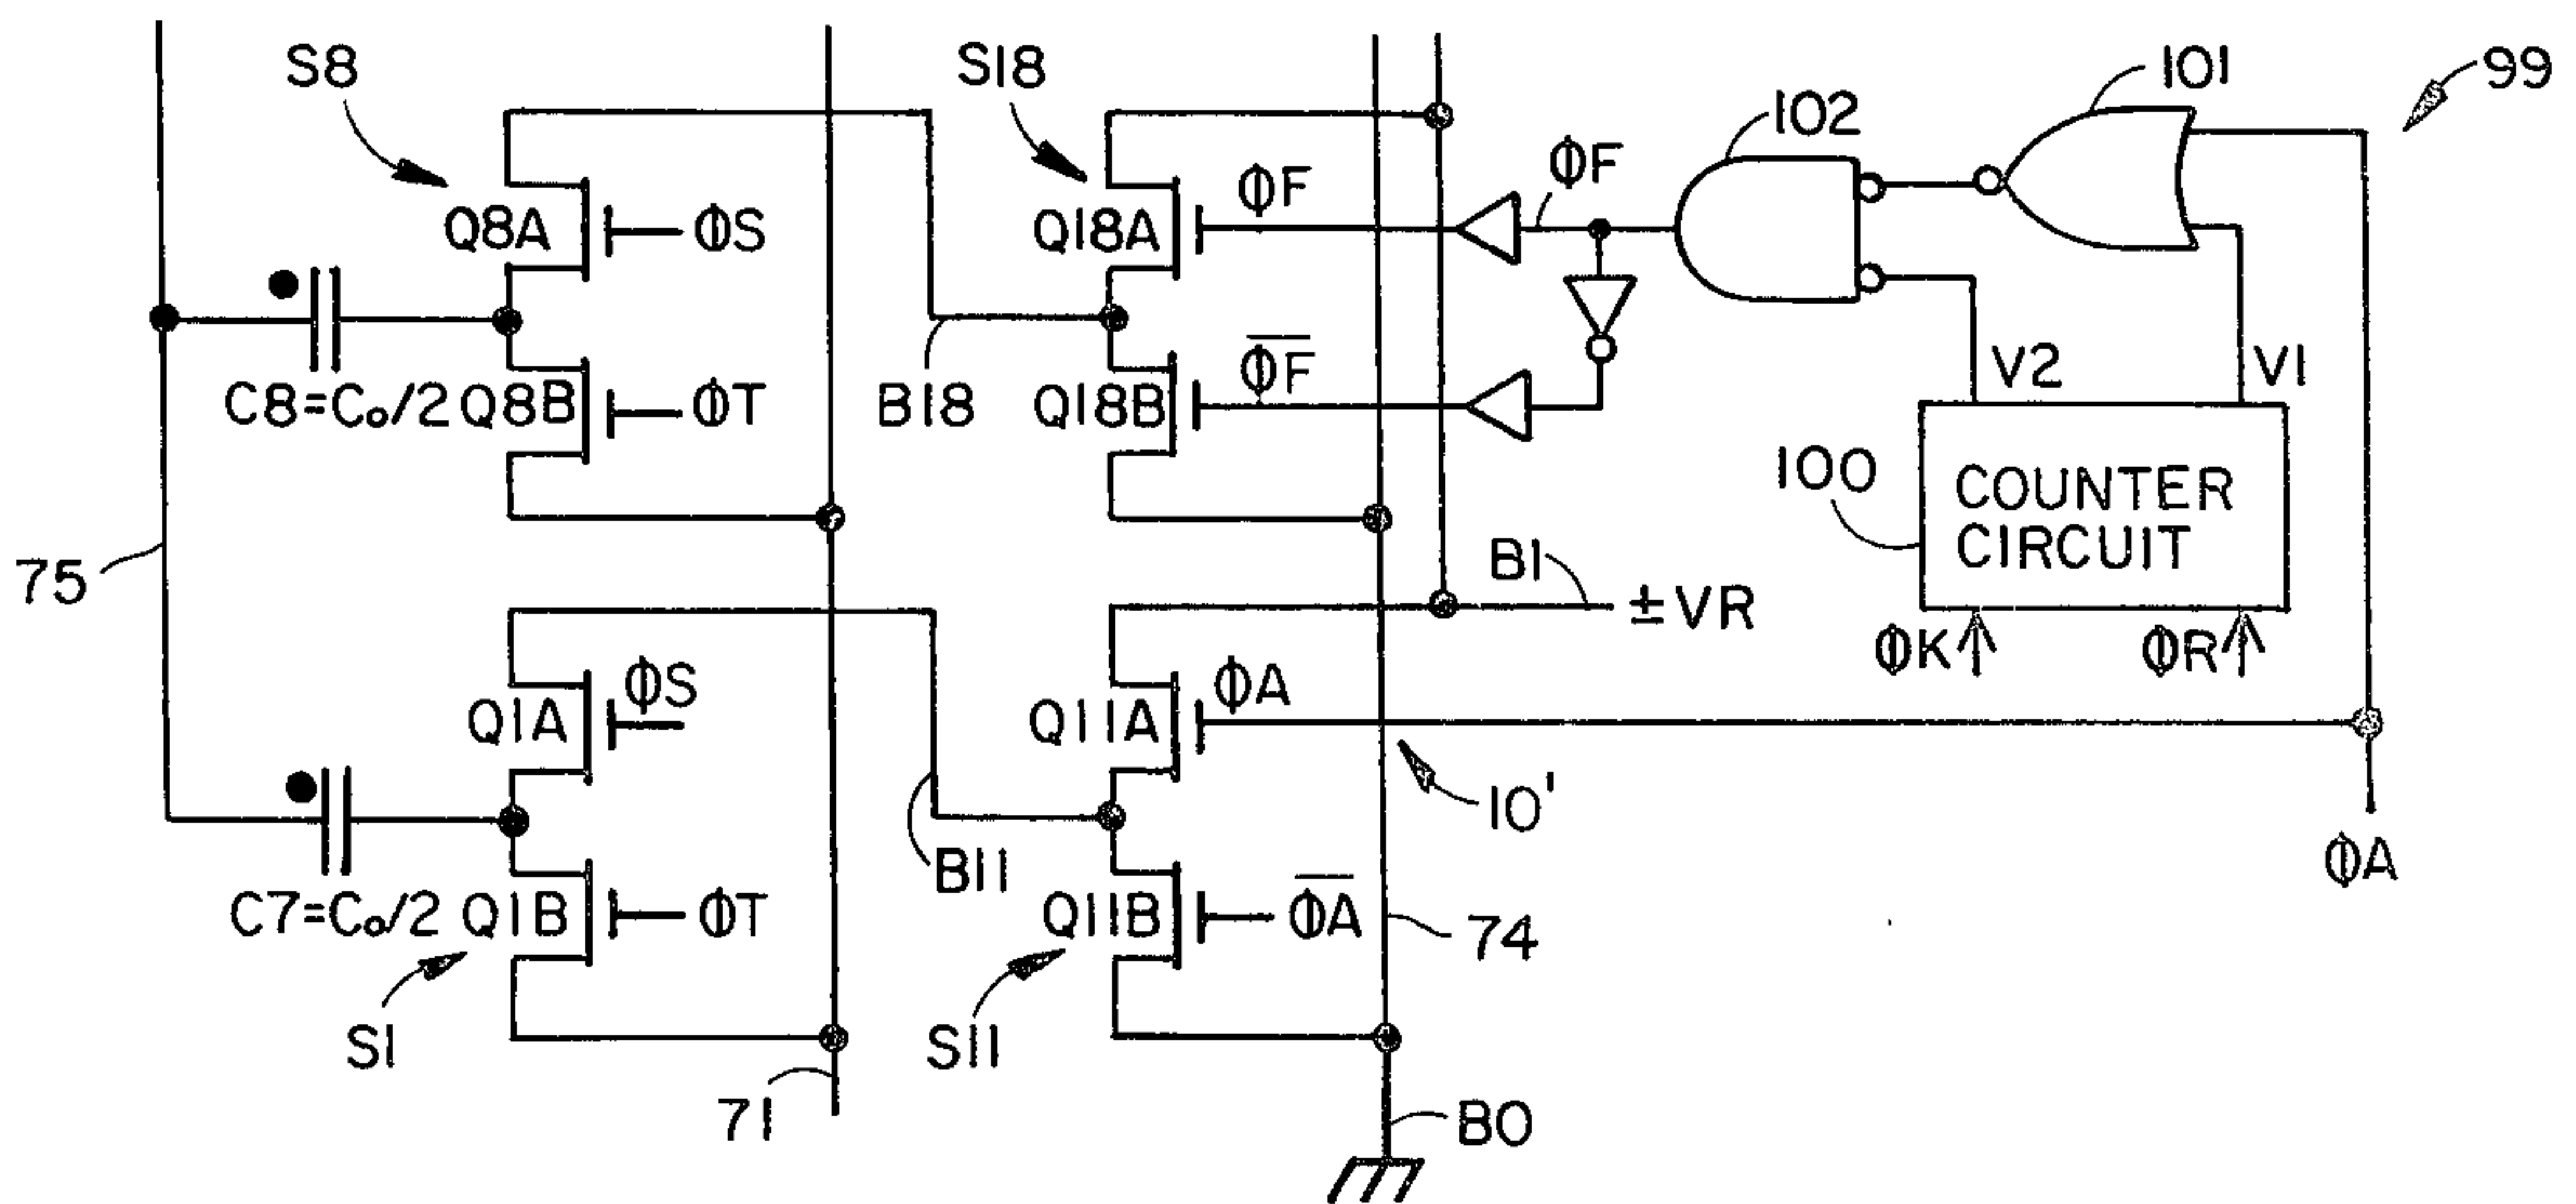 S8
S18
101
99
102
ΦF
ΦF
Q8A
ΦS
Q18A
C8=C₀/2
Q8B
ΦT
B18
Q18B
Φ̅F̅
V2
V1
100
COUNTER
CIRCUIT
75
B1
±VR
ΦK
ΦR
Q1A
ΦS
Q11A
ΦA
10'
B11
C7=C₀/2
Q1B
ΦT
Q11B
Φ̅A̅
74
ΦA
S1
S11
71
B0